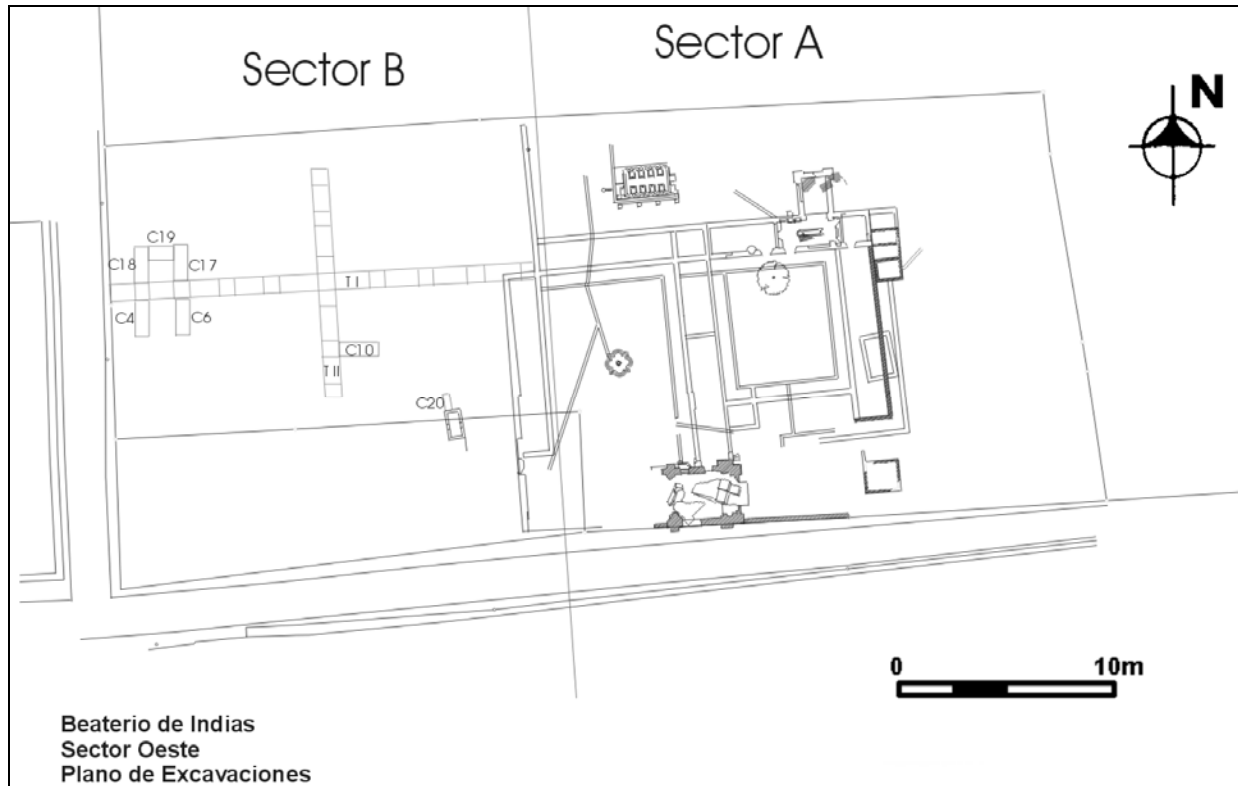 Sector B
Sector A
N
C19
C18
C17
T I
C4
C6
C10
T II
C20
0
10m
Beaterio de Indias
Sector Oeste
Plano de Excavaciones